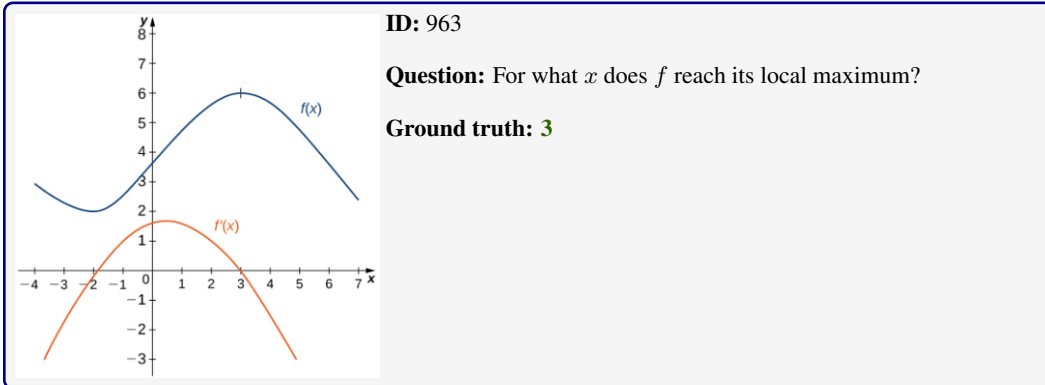 y
8
7
6
5
4
3
2
1
0
−1
−2
−3
−4 −3 −2 −1 1 2 3 4 5 6 7 x
f(x)
f'(x)
ID: 963
Question: For what x does f reach its local maximum?
Ground truth: 3